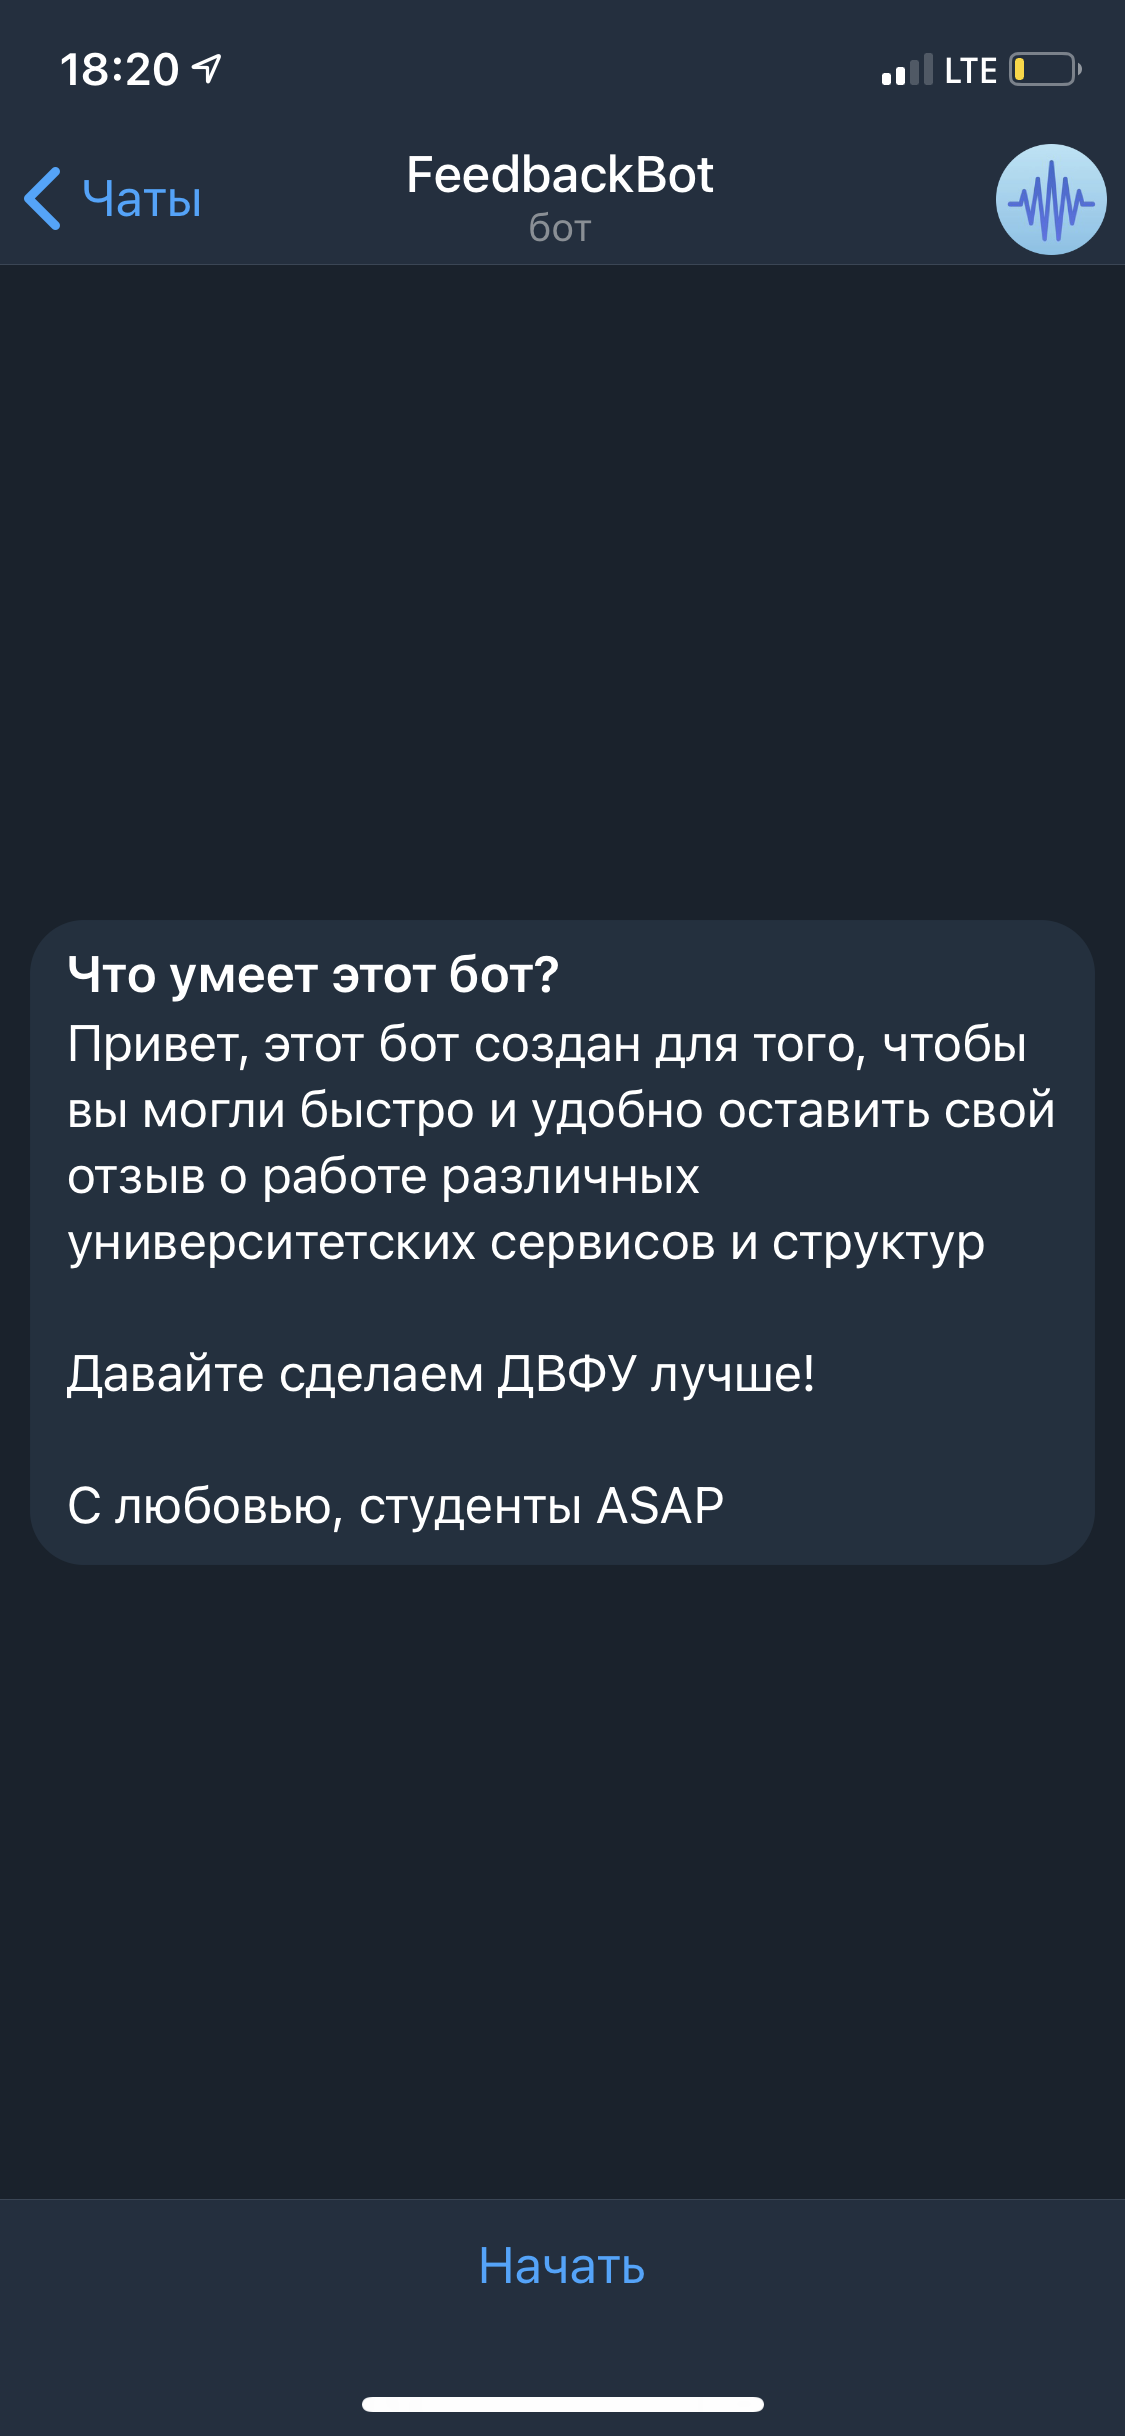 18:20
LTE
Чаты
FeedbackBot
бот
Что умеет этот бот?
Привет, этот бот создан для того, чтобы
вы могли быстро и удобно оставить свой
отзыв о работе различных
университетских сервисов и структур
Давайте сделаем ДВФУ лучше!
С любовью, студенты ASAP
Начать